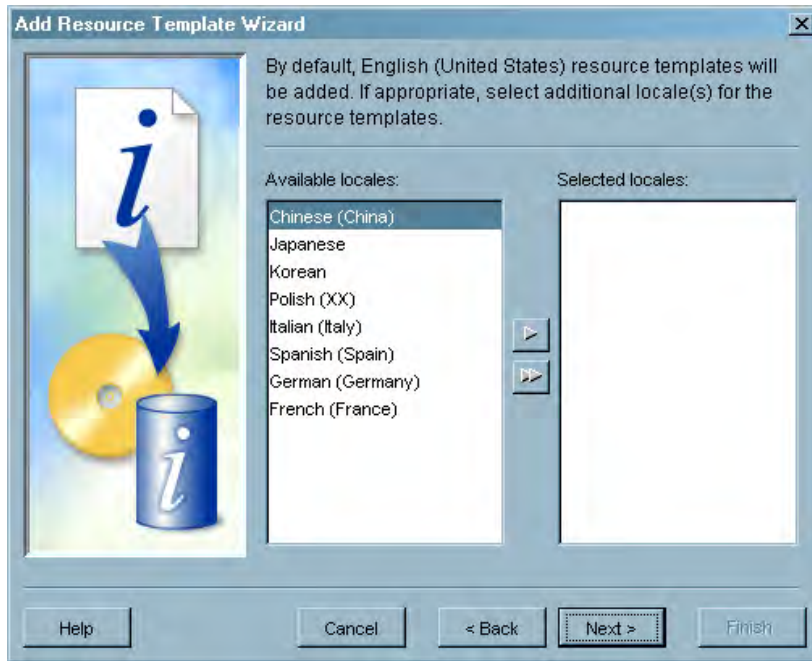 Add Resource Template Wizard
By default, English (United States) resource templates will
be added. If appropriate, select additional locale(s) for the
resource templates.
Available locales:
Selected locales:
Chinese (China)
Japanese
Korean
Polish (XX)
Italian (Italy)
Spanish (Spain)
German (Germany)
French (France)
i
i
Help
Cancel
< Back
Next >
Finish